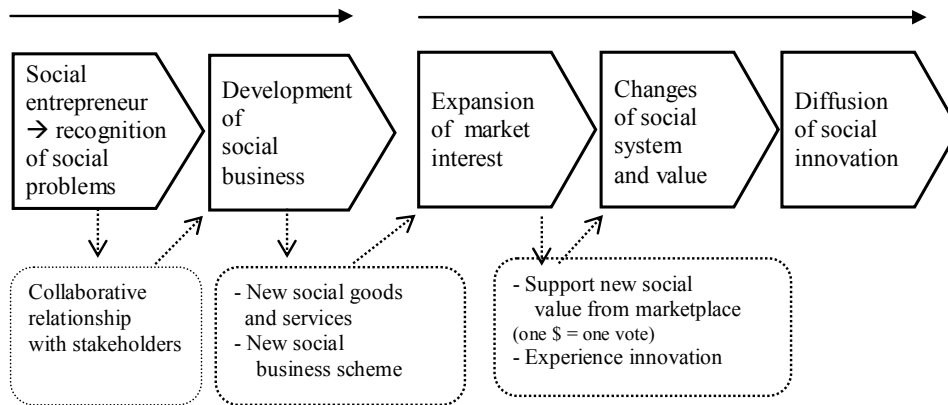 Social
entrepreneur
→ recognition
of social
problems
Development
of
social
business
Expansion
of market
interest
Changes
of social
system
and value
Diffusion
of social
innovation
Collaborative
relationship
with stakeholders
- New social goods
and services
- New social
business scheme
- Support new social
value from marketplace
(one $ = one vote)
- Experience innovation